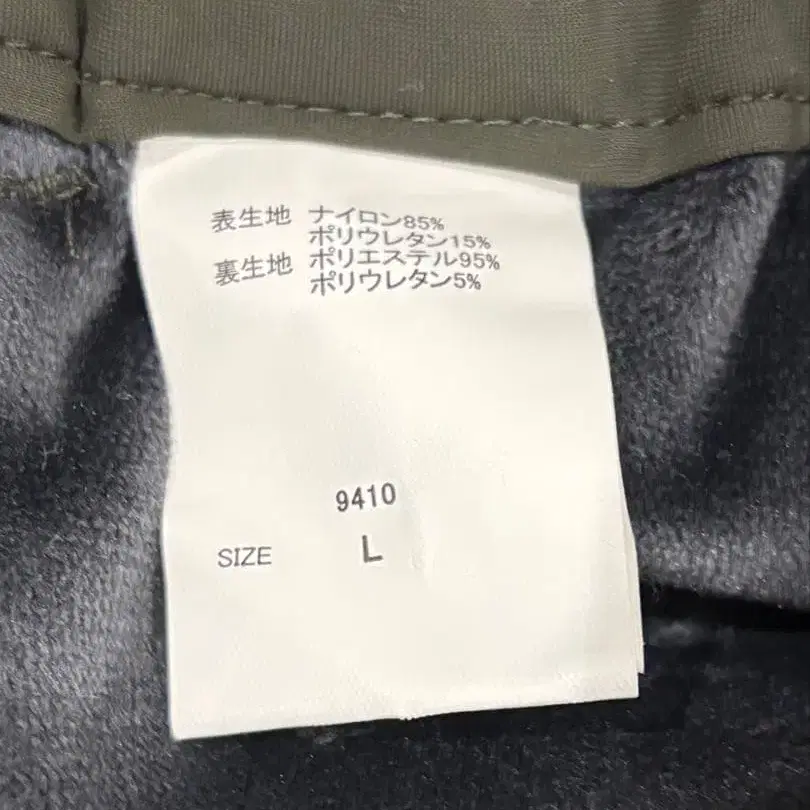 表生地 ナイロン85%
ポリウレタン15%
裏生地 ポリエステル95%
ポリウレタン5%
9410
SIZE L